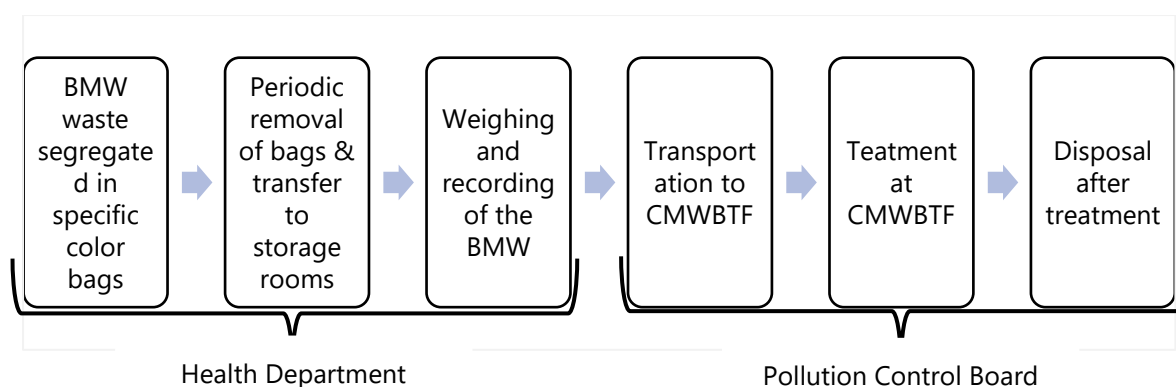 BMW
waste
segregate
d in
specific
color
bags
Periodic
removal
of bags &
transfer
to
storage
rooms
Weighing
and
recording
of the
BMW
Transport
ation to
CMWBTF
Teatment
at
CMWBTF
Disposal
after
treatment
Health Department
Pollution Control Board